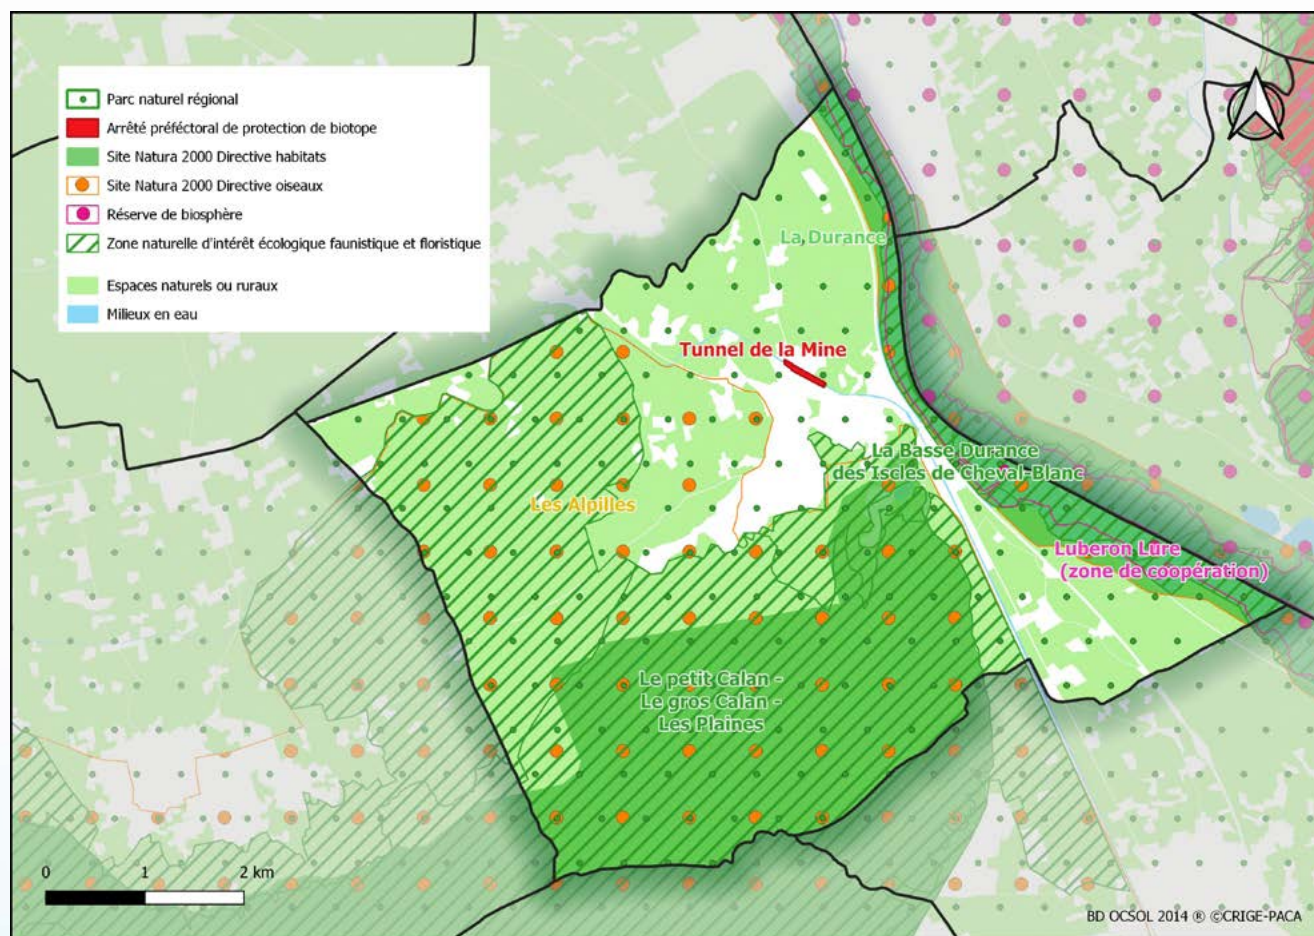 Parc naturel régional
Arrêté préféctoral de protection de biotope
Site Natura 2000 Directive habitats
Site Natura 2000 Directive oiseaux
Réserve de biosphère
Zone naturelle d'intérêt écologique faunistique et floristique
Espaces naturels ou ruraux
Milieux en eau
La Durance
Tunnel de la Mine
La Basse Durance
des Iscles de Cheval-Blanc
Les Alpilles
Luberon Lure
(zone de coopération)
Le petit Calan -
Le gros Calan -
Les Plaines
0 1 2 km
BD OCSOL 2014 ® ©CRIGE-PACA